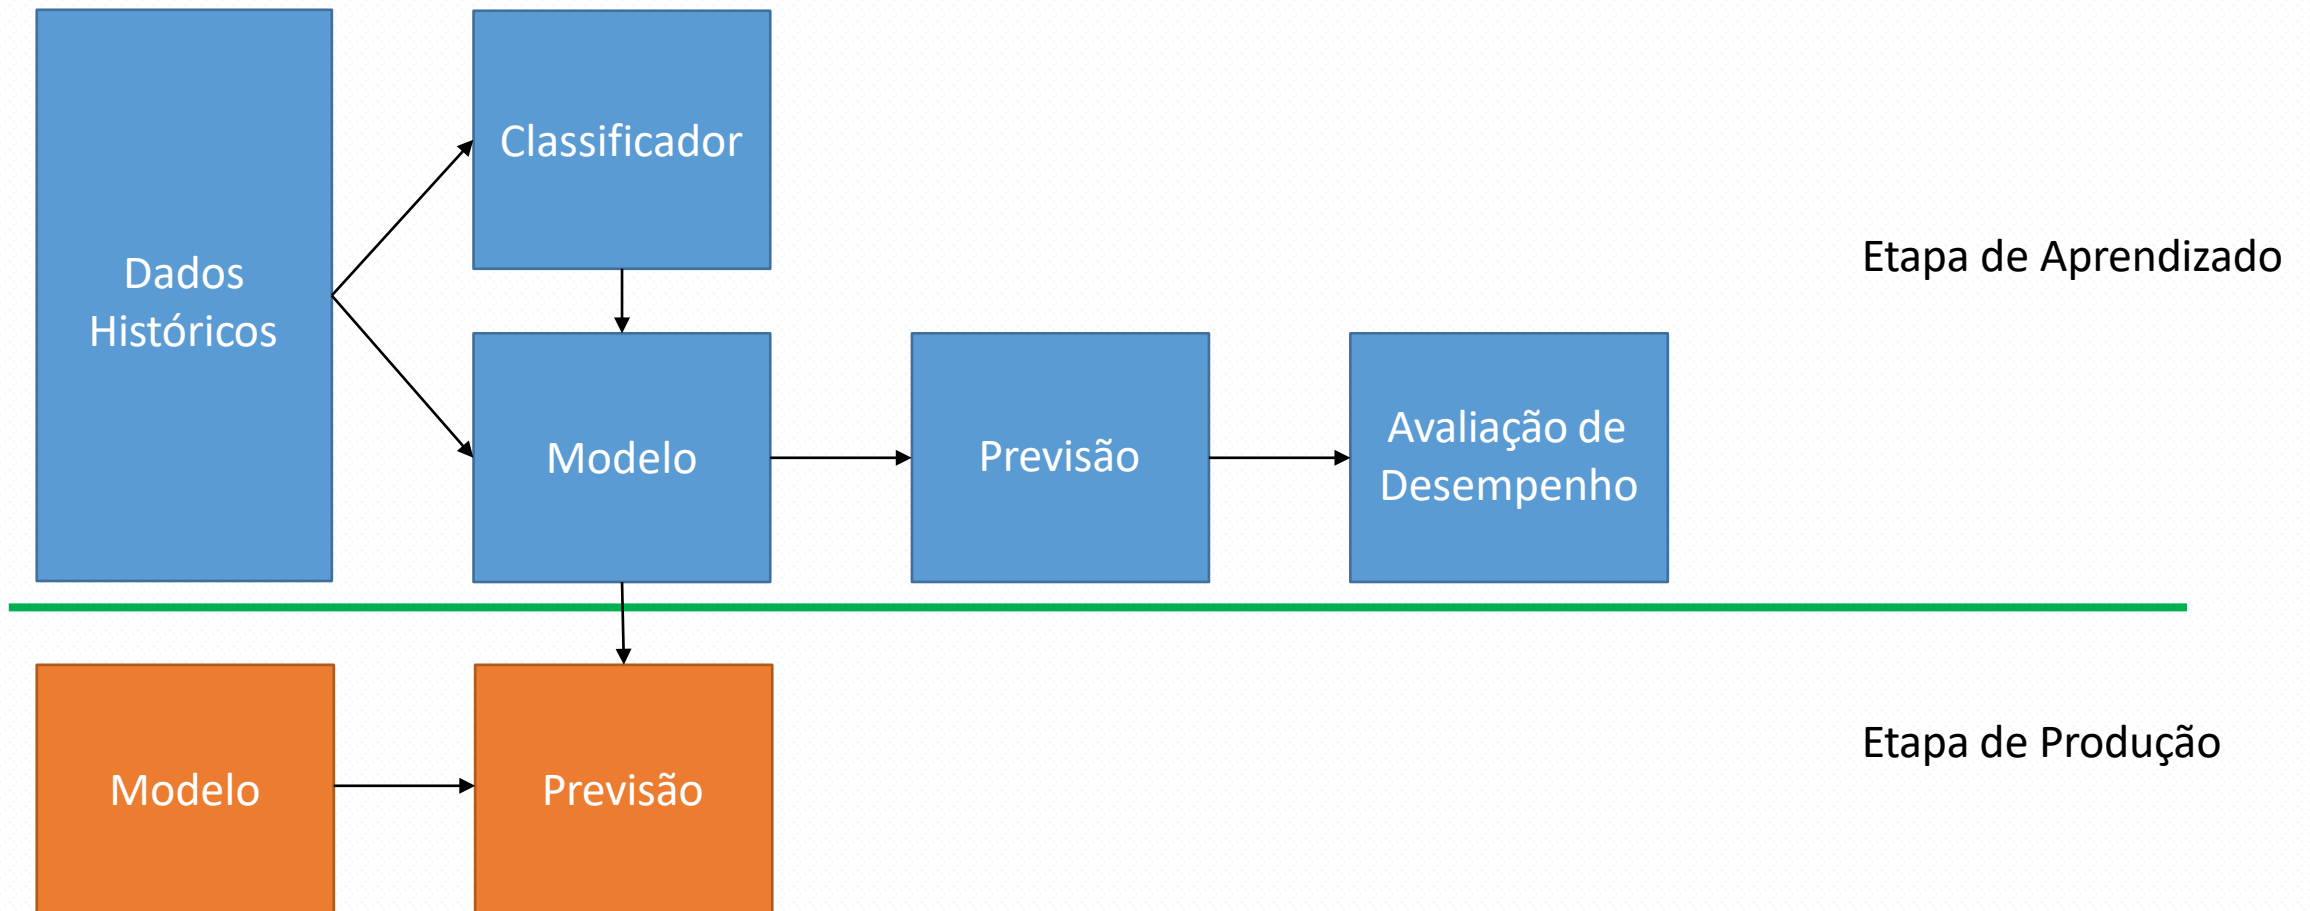 Classificador
Dados
Históricos
Etapa de Aprendizado
Modelo
Previsão
Avaliação de
Desempenho
Modelo
Previsão
Etapa de Produção